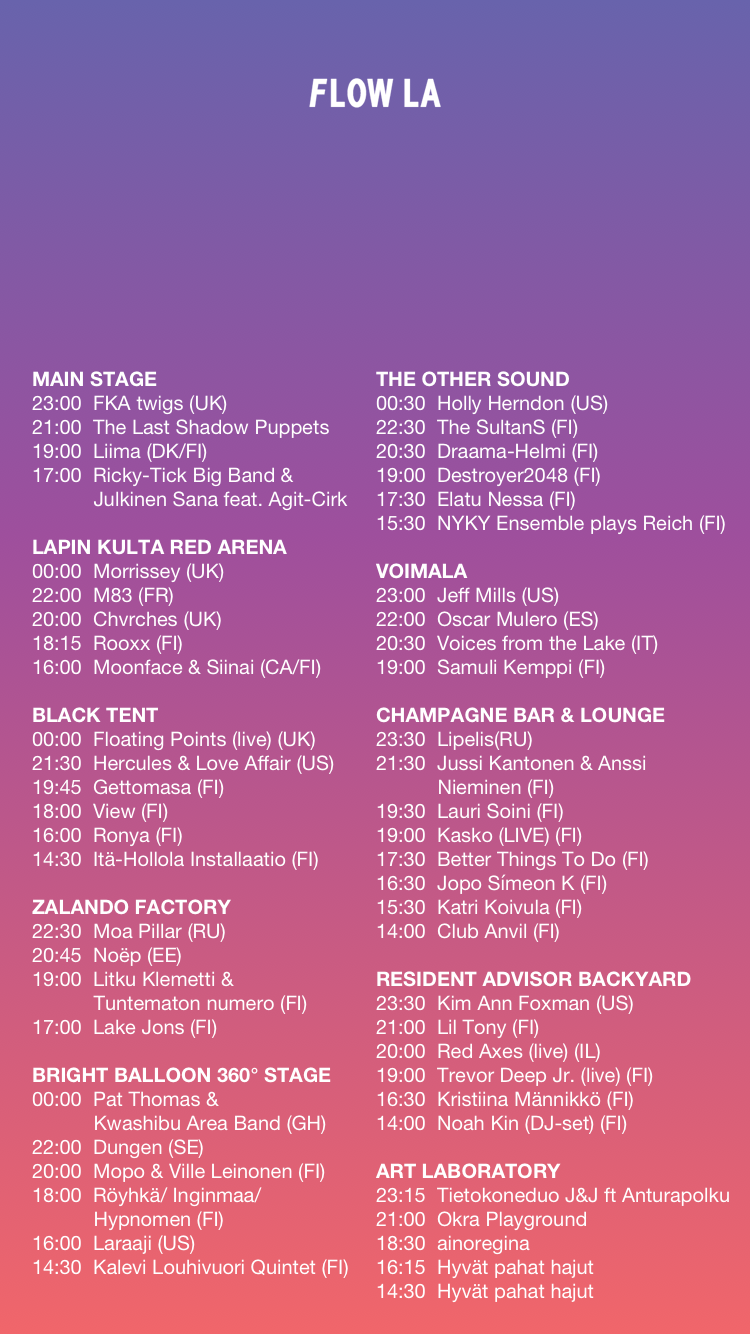 FLOW LA
MAIN STAGE
23:00 FKA twigs (UK)
21:00 The Last Shadow Puppets
19:00 Liima (DK/FI)
17:00 Ricky-Tick Big Band &
Julkinen Sana feat. Agit-Cirk
LAPIN KULTA RED ARENA
00:00 Morrissey (UK)
22:00 M83 (FR)
20:00 Chvrches (UK)
18:15 Rooxx (FI)
16:00 Moonface & Siinai (CA/FI)
BLACK TENT
00:00 Floating Points (live) (UK)
21:30 Hercules & Love Affair (US)
19:45 Gettomasa (FI)
18:00 View (FI)
16:00 Ronya (FI)
14:30 Itä-Hollola Installaatio (FI)
ZALANDO FACTORY
22:30 Moa Pillar (RU)
20:45 Noëp (EE)
19:00 Litku Klemetti &
Tuntematon numero (FI)
17:00 Lake Jons (FI)
BRIGHT BALLOON 360° STAGE
00:00 Pat Thomas &
Kwashibu Area Band (GH)
22:00 Dungen (SE)
20:00 Mopo & Ville Leinonen (FI)
18:00 Röyhkä/ Inginmaa/
Hypnomen (FI)
16:00 Laraaji (US)
14:30 Kalevi Louhivuori Quintet (FI)
THE OTHER SOUND
00:30 Holly Herndon (US)
22:30 The SultanS (FI)
20:30 Draama-Helmi (FI)
19:00 Destroyer2048 (FI)
17:30 Elatu Nessa (FI)
15:30 NYKY Ensemble plays Reich (FI)
VOIMALA
23:00 Jeff Mills (US)
22:00 Oscar Mulero (ES)
20:30 Voices from the Lake (IT)
19:00 Samuli Kemppi (FI)
CHAMPAGNE BAR & LOUNGE
23:30 Lipelis(RU)
21:30 Jussi Kantonen & Anssi
Nieminen (FI)
19:30 Lauri Soini (FI)
19:00 Kasko (LIVE) (FI)
17:30 Better Things To Do (FI)
16:30 Jopo Símeon K (FI)
15:30 Katri Koivula (FI)
14:00 Club Anvil (FI)
RESIDENT ADVISOR BACKYARD
23:30 Kim Ann Foxman (US)
21:00 Lil Tony (FI)
20:00 Red Axes (live) (IL)
19:00 Trevor Deep Jr. (live) (FI)
16:30 Kristiina Männikkö (FI)
14:00 Noah Kin (DJ-set) (FI)
ART LABORATORY
23:15 Tietokoneduo J&J ft Anturapolku
21:00 Okra Playground
18:30 ainoregina
16:15 Hyvät pahat hajut
14:30 Hyvät pahat hajut